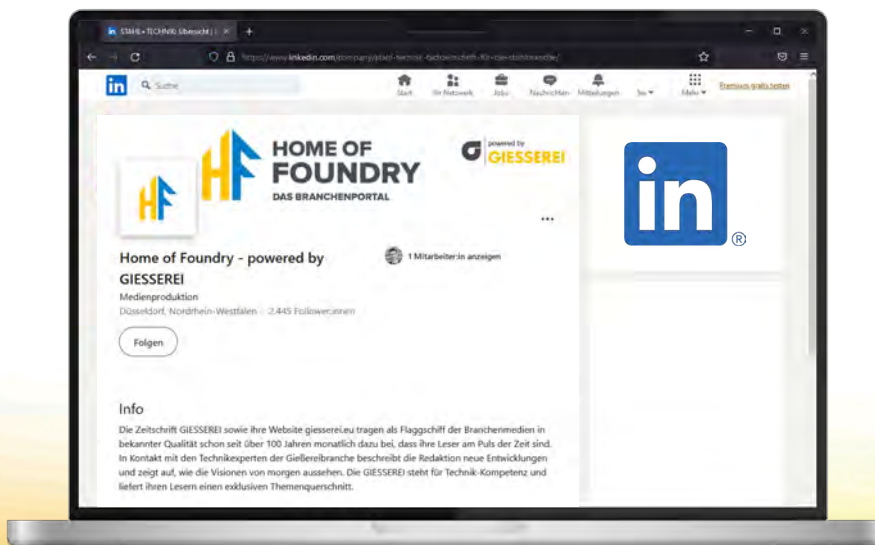 STAHL+TECHNIK: Übersicht |
https://www.linkedin.com/company/
in
Suche
Start
Ihr Netzwerk
Jobs
Nachrichten
Mitteilungen
Sie
Mehr
Premium gratis testen
HOME OF
FOUNDRY
DAS BRANCHENPORTAL
powered by
GIESSEREI
in
®
...
Home of Foundry - powered by
GIESSEREI
1 Mitarbeiter:in anzeigen
Medienproduktion
Düsseldorf, Nordrhein-Westfalen · 2.445 Follower:innen
Folgen
Info
Die Zeitschrift GIESSEREI sowie ihre Website giesserei.eu tragen als Flaggschiff der Branchenmedien in
bekannter Qualität schon seit über 100 Jahren monatlich dazu bei, dass ihre Leser am Puls der Zeit sind.
In Kontakt mit den Technikexperten der Gießereibranche beschreibt die Redaktion neue Entwicklungen
und zeigt auf, wie die Visionen von morgen aussehen. Die GIESSEREI steht für Technik-Kompetenz und
liefert ihren Lesern einen exklusiven Themenquerschnitt.